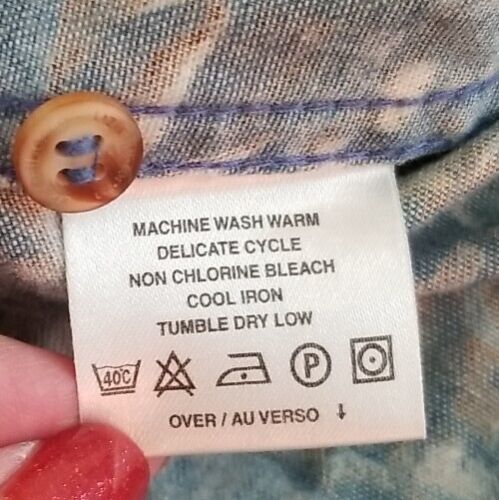 MACHINE WASH WARM
DELICATE CYCLE
NON CHLORINE BLEACH
COOL IRON
TUMBLE DRY LOW
40°C P
OVER / AU VERSO ↓